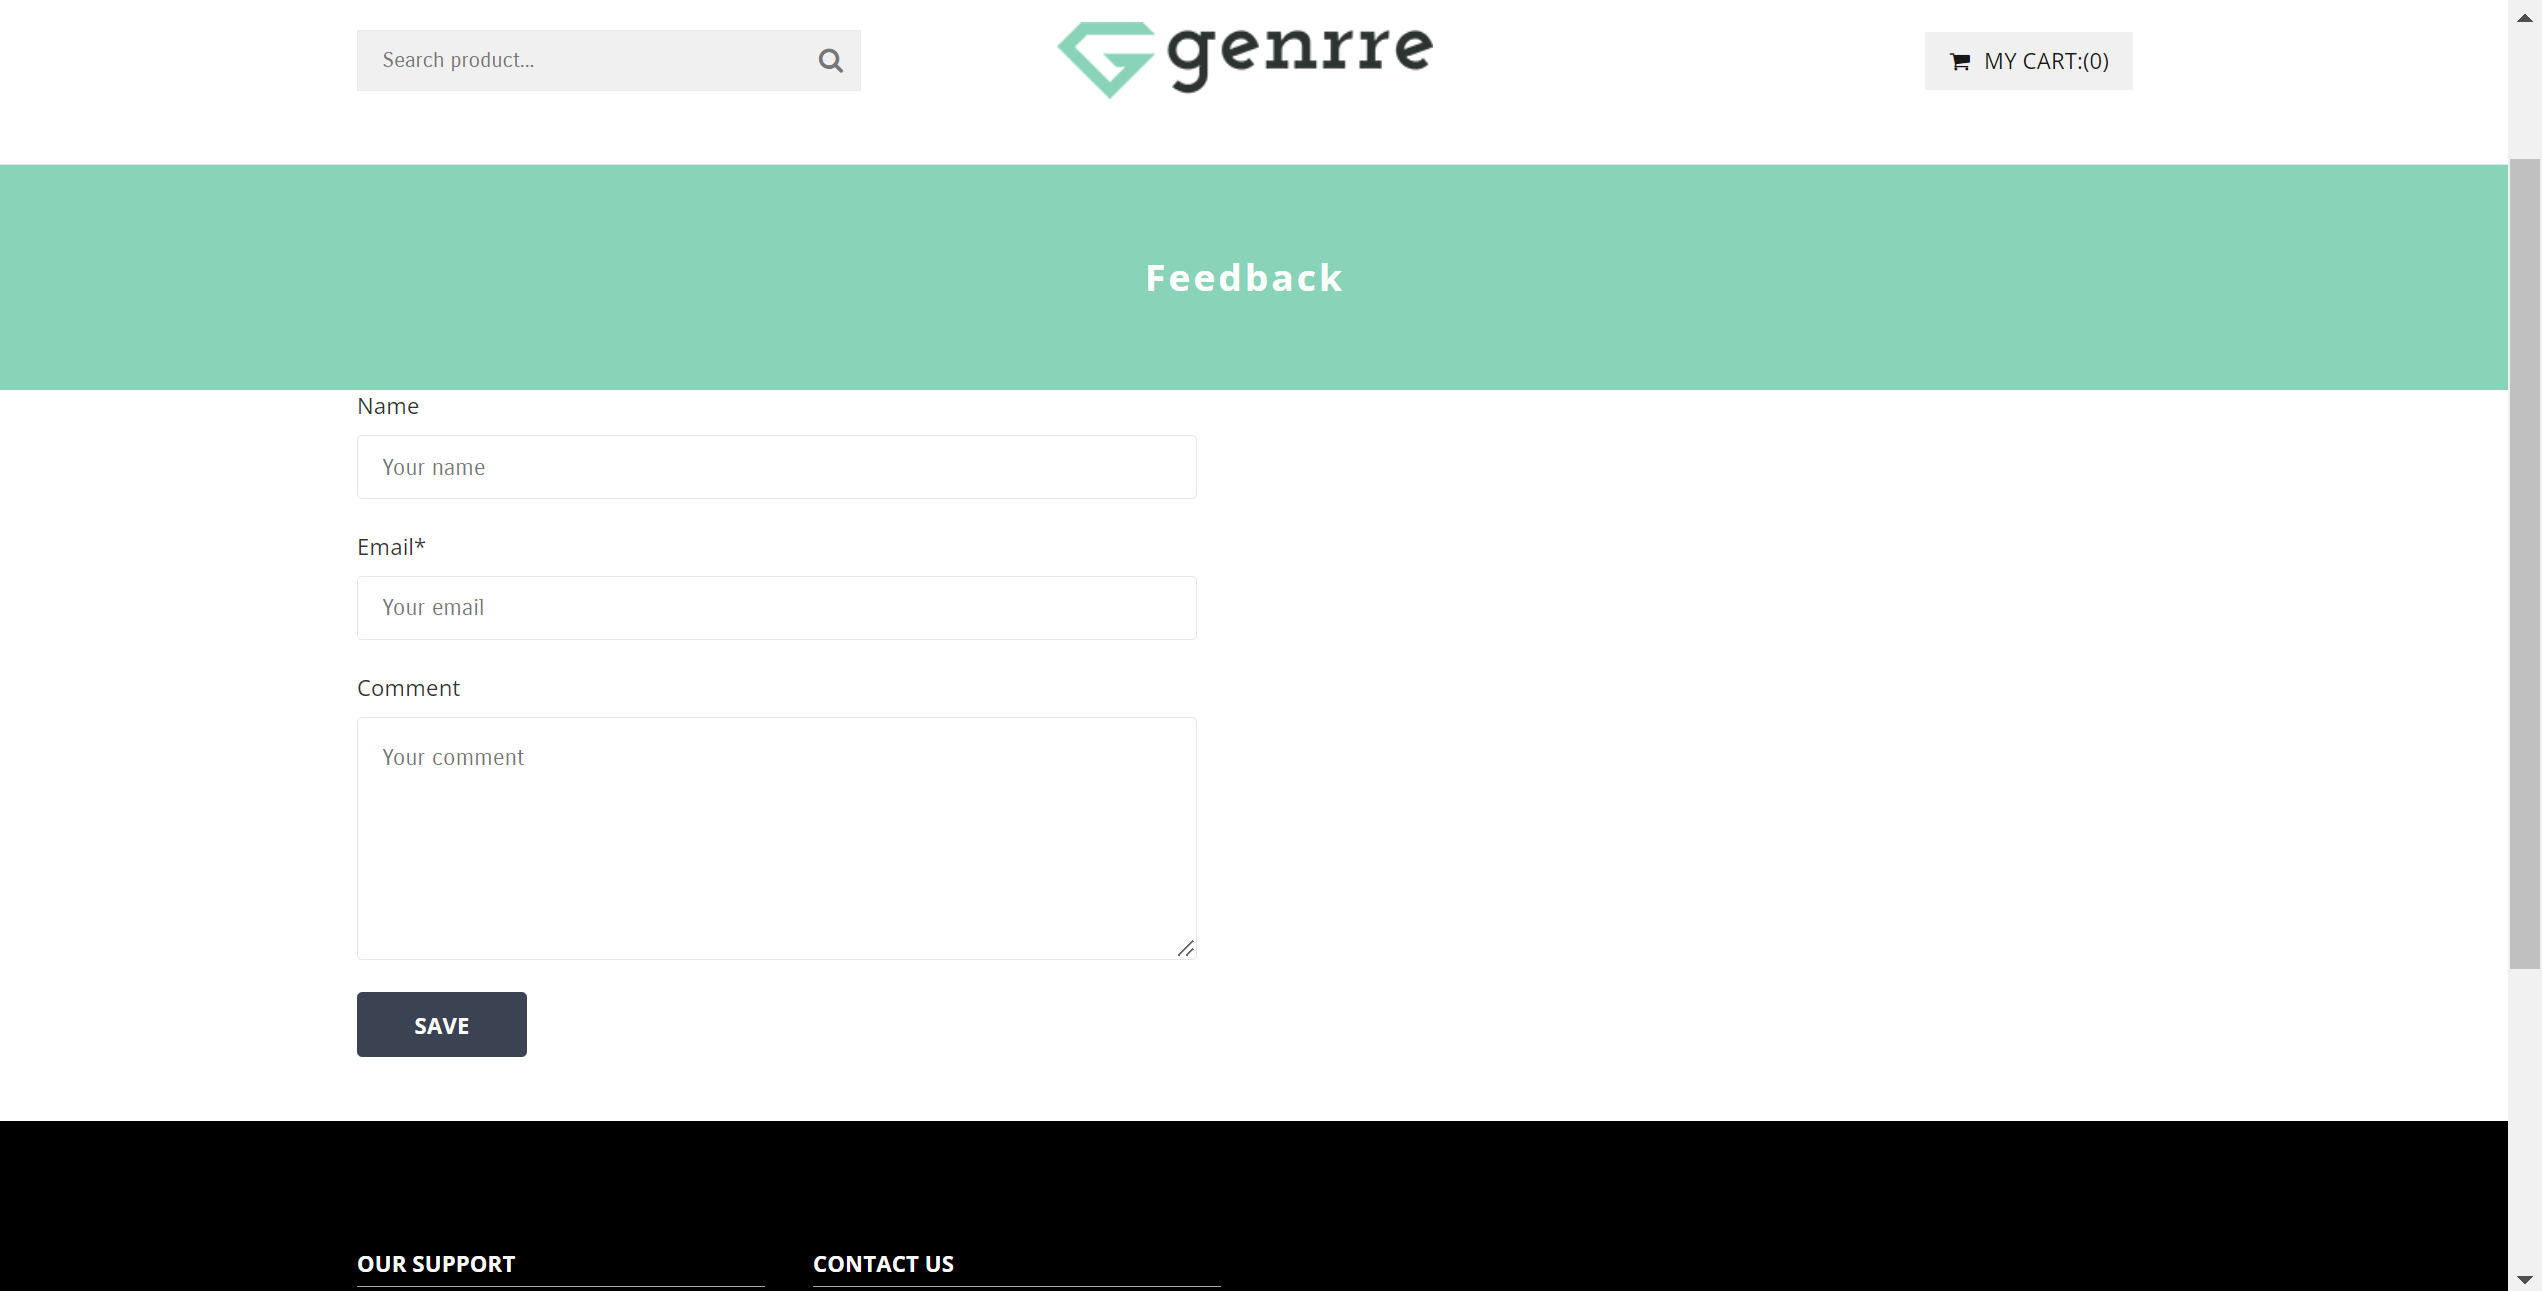 Search product...
genrre
MY CART:(0)
Feedback
Name
Your name
Email*
Your email
Comment
Your comment
SAVE
OUR SUPPORT
CONTACT US